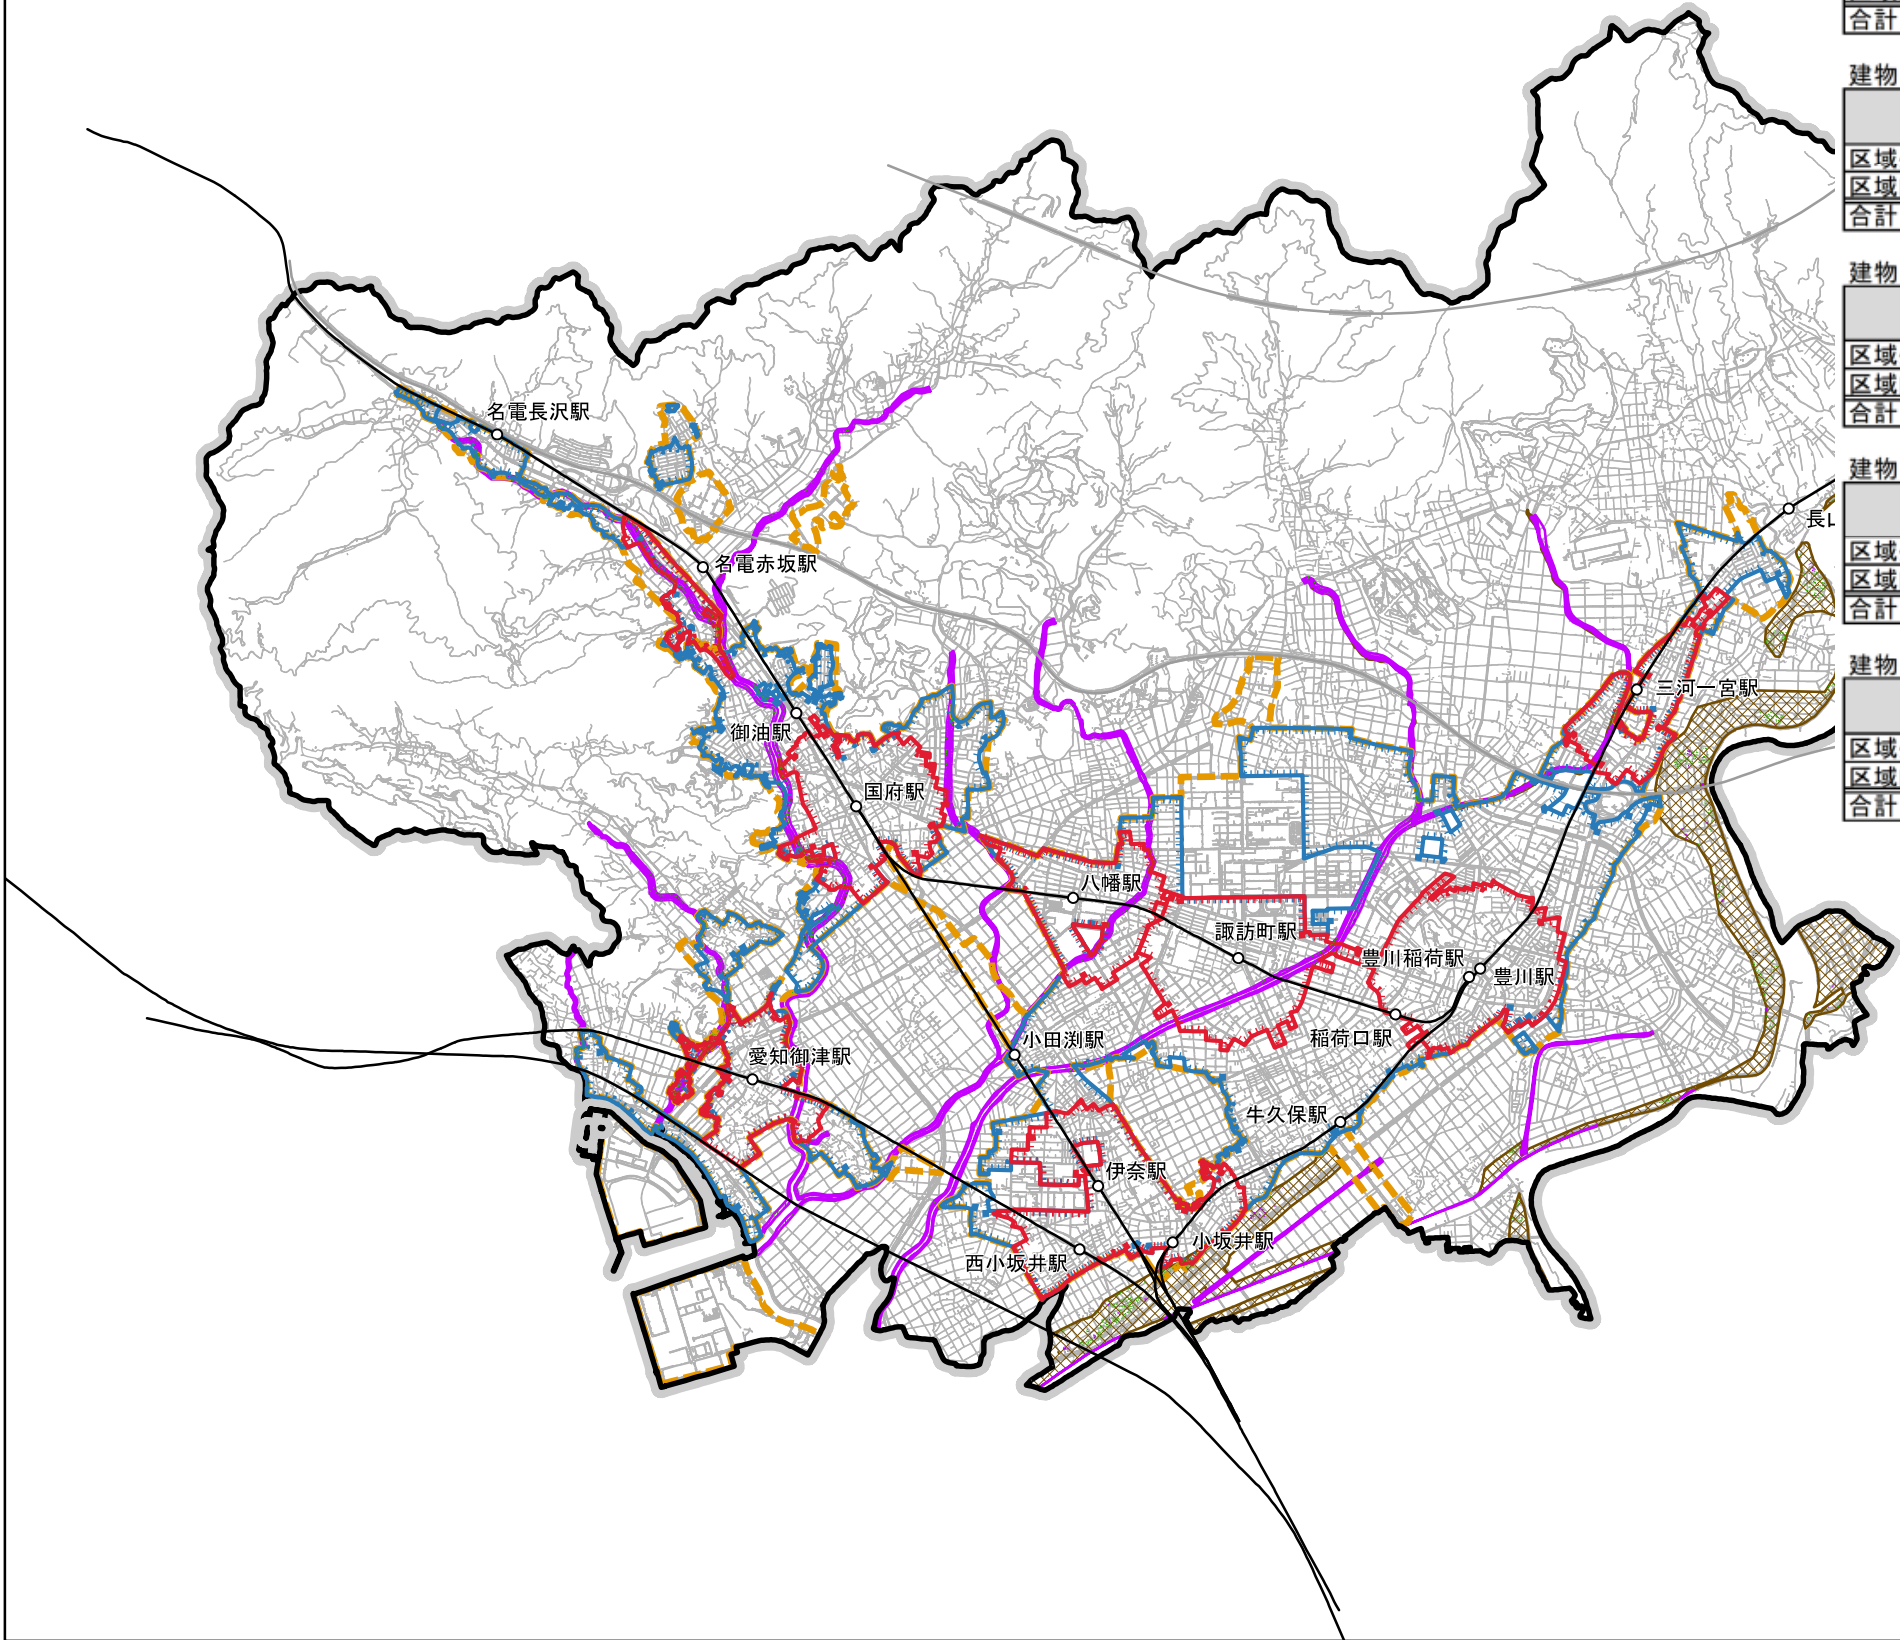 合計
建物
区域
区域
合計
建物
区域
区域
合計
建物
区域
区域
合計
建物
区域
区域
合計
名電長沢駅
長山
名電赤坂駅
三河一宮駅
御油駅
国府駅
八幡駅
諏訪町駅
豊川稲荷駅
豊川駅
小田渕駅
稲荷口駅
愛知御津駅
牛久保駅
伊奈駅
小坂井駅
西小坂井駅